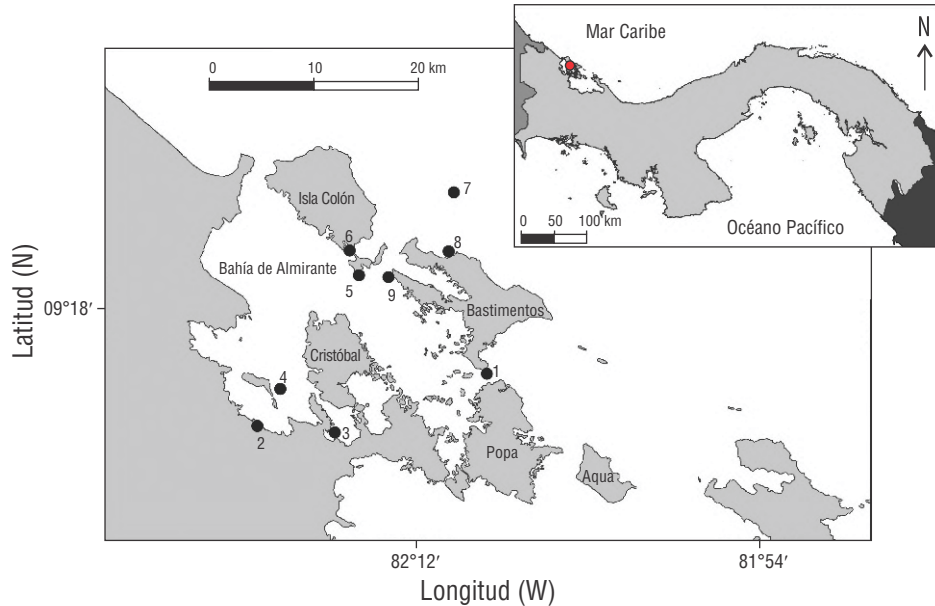 Mar Caribe
N
0 50 100 km
Océano Pacífico
0 10 20 km
Isla Colón
7
6
8
Bahía de Almirante
5
9
Bastimentos
09°18′
Latitud (N)
Cristóbal
1
4
2
3
Popa
Aqua
82°12′
81°54′
Longitud (W)